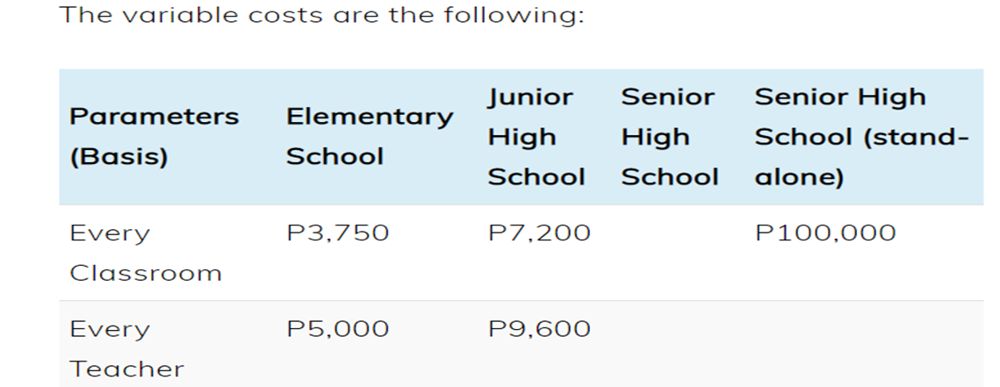 The variable costs are the following:
Parameters (Basis) Elementary School Junior High School Senior High School Senior High School (stand-alone)
Every Classroom P3,750 P7,200 P100,000
Every Teacher P5,000 P9,600